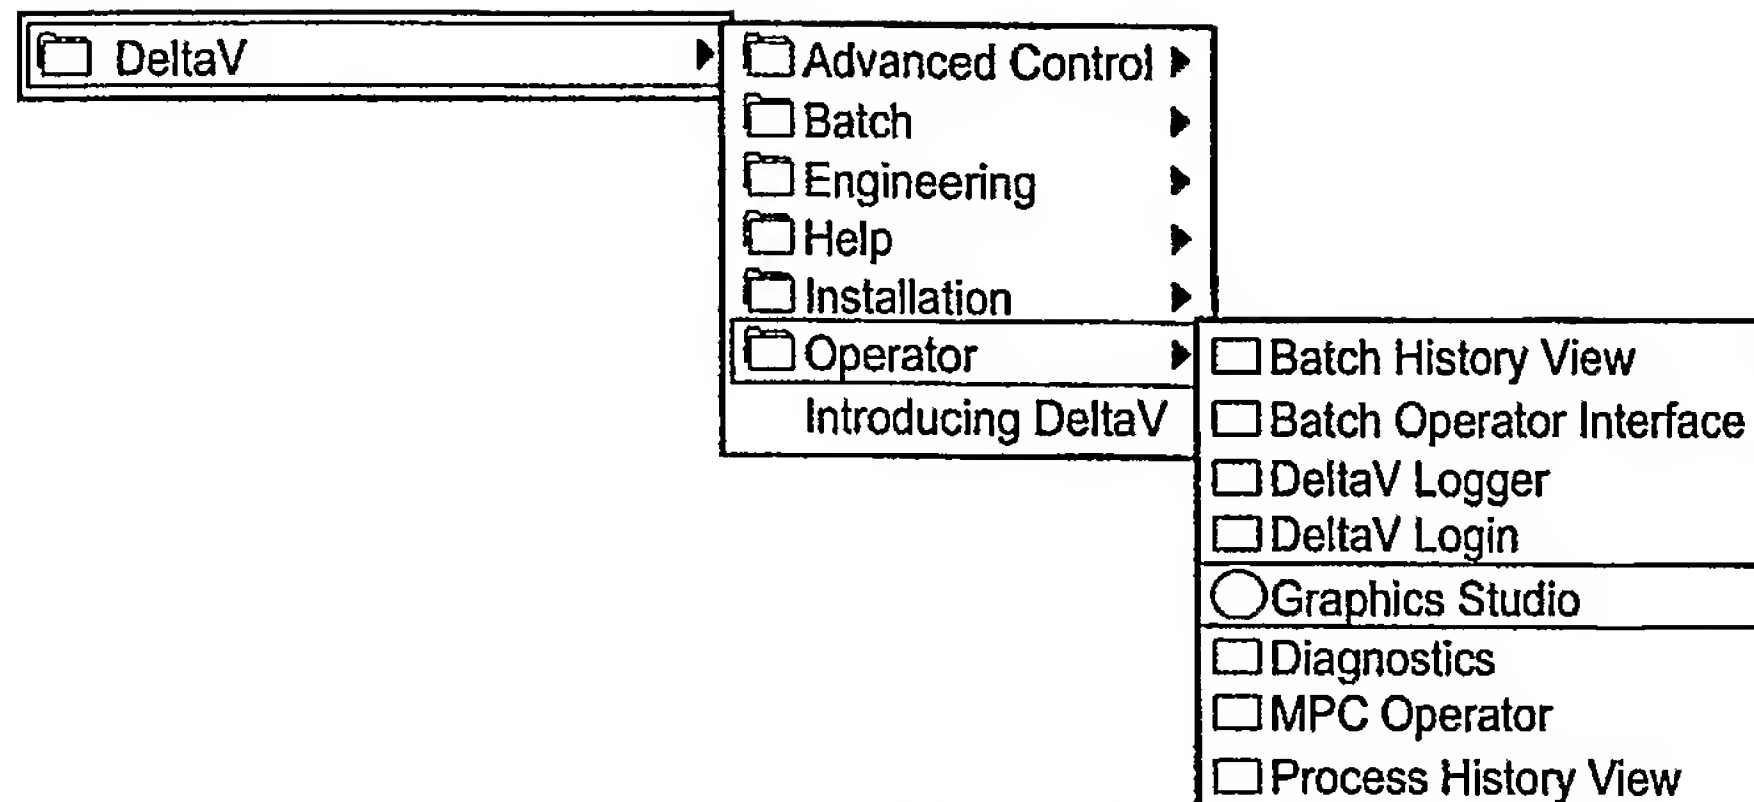 DeltaV
Advanced Control
Batch
Engineering
Help
Installation
Operator
Introducing DeltaV
Batch History View
Batch Operator Interface
DeltaV Logger
DeltaV Login
Graphics Studio
Diagnostics
MPC Operator
Process History View